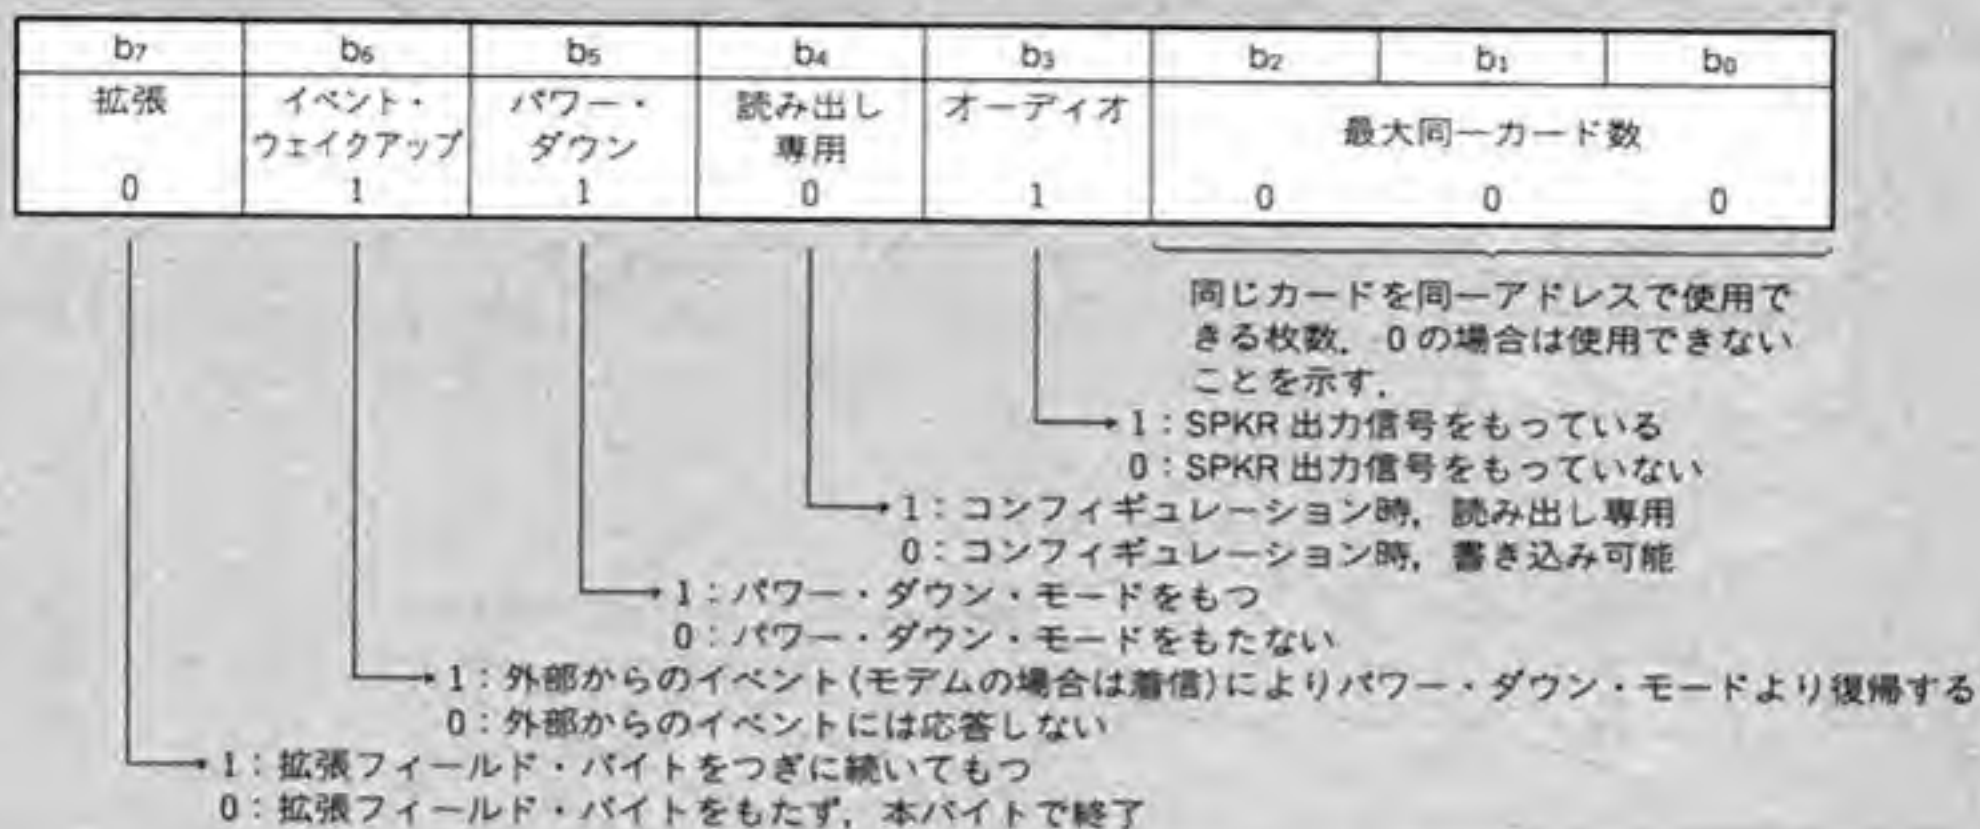 b7 b6 b5 b4 b3 b2 b1 b0
拡張 イベント・ウェイクアップ パワー・ダウン 読み出し専用 オーディオ 最大同一カード数
0 1 1 0 1 0 0 0
同じカードを同一アドレスで使用で
きる枚数．0の場合は使用できない
ことを示す．
1：SPKR出力信号をもっている
0：SPKR出力信号をもっていない
1：コンフィギュレーション時，読み出し専用
0：コンフィギュレーション時，書き込み可能
1：パワー・ダウン・モードをもつ
0：パワー・ダウン・モードをもたない
1：外部からのイベント(モデムの場合は着信)によりパワー・ダウン・モードより復帰する
0：外部からのイベントには応答しない
1：拡張フィールド・バイトをつぎに続いてもつ
0：拡張フィールド・バイトをもたず，本バイトで終了